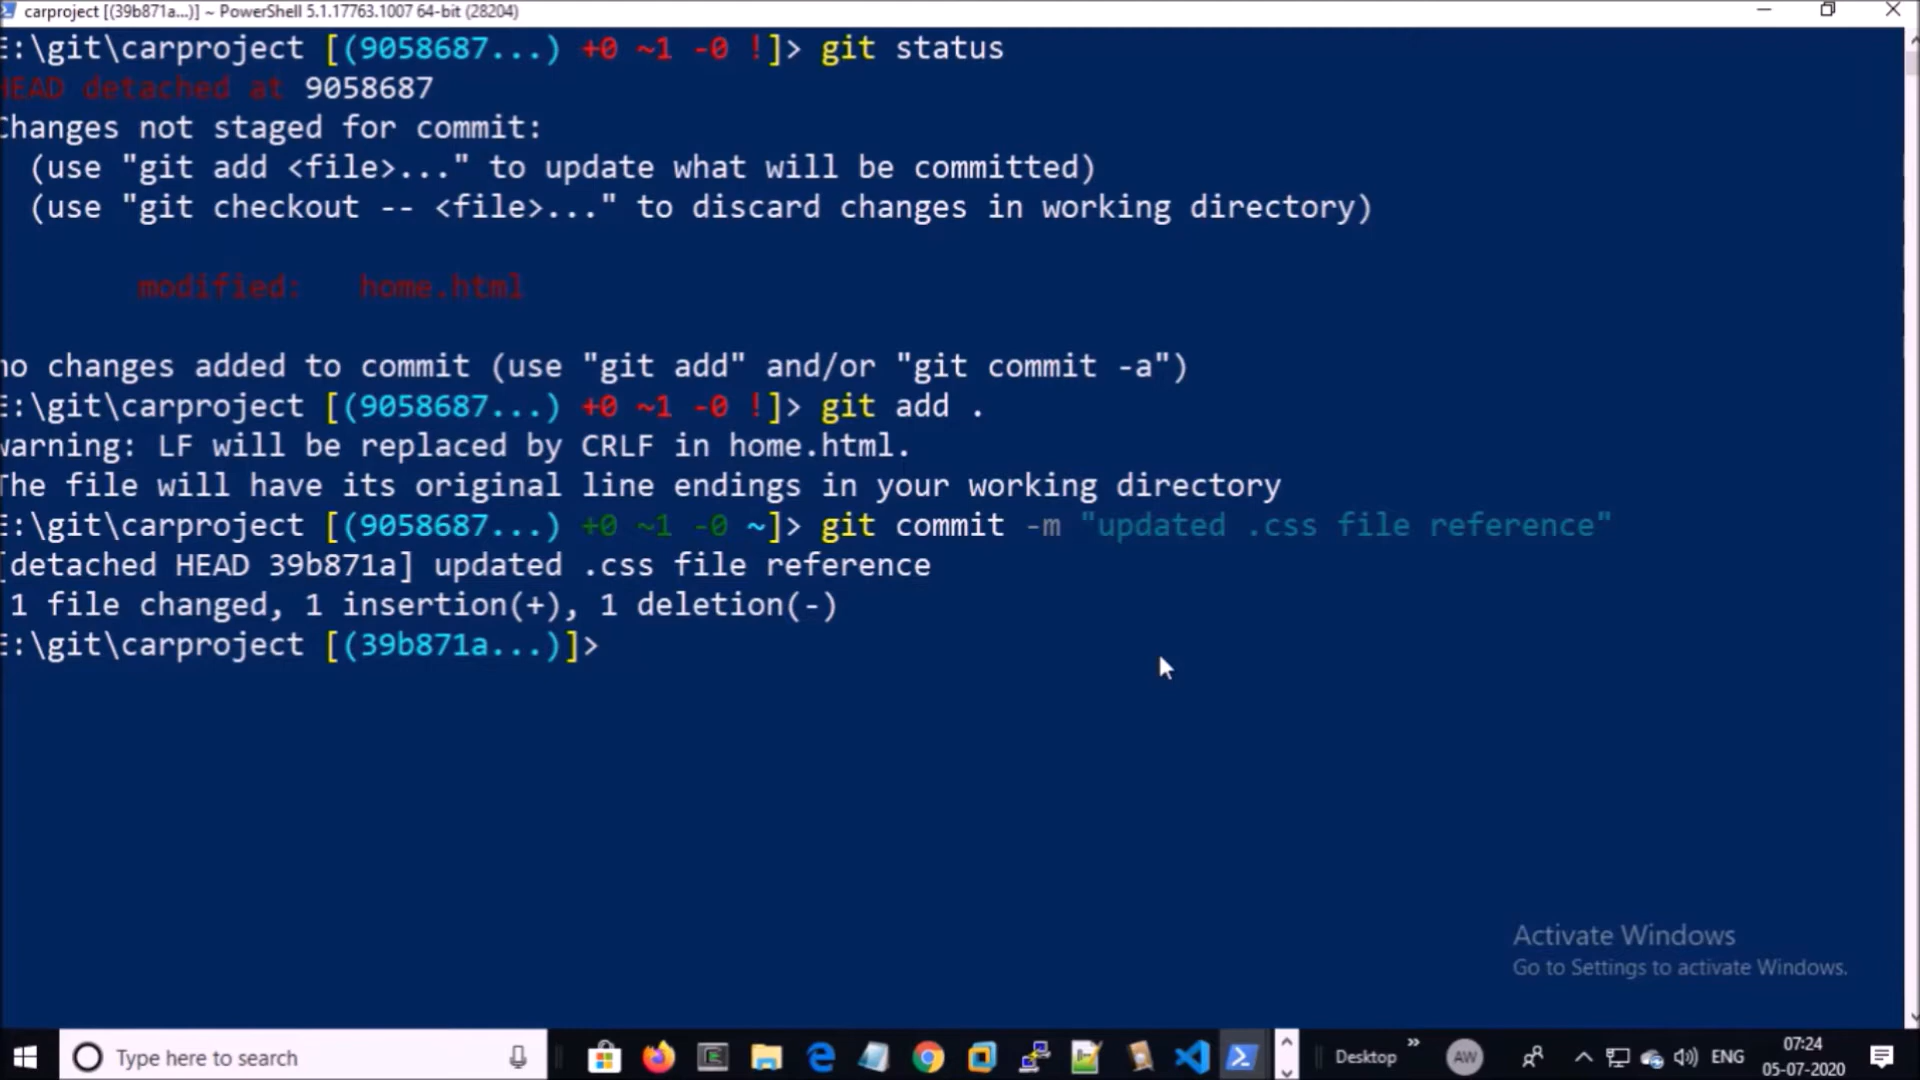 carproject [(39b871a...)] ~ PowerShell 5.1.17763.1007 64-bit (28204)
E:\git\carproject [(9058687...) +0 ~1 -0 !]> git status
HEAD detached at 9058687
Changes not staged for commit:
(use "git add <file>..." to update what will be committed)
(use "git checkout -- <file>..." to discard changes in working directory)
modified: home.html
no changes added to commit (use "git add" and/or "git commit -a")
E:\git\carproject [(9058687...) +0 ~1 -0 !]> git add .
warning: LF will be replaced by CRLF in home.html.
The file will have its original line endings in your working directory
E:\git\carproject [(9058687...) +0 ~1 -0 ~]> git commit -m "updated .css file reference"
[detached HEAD 39b871a] updated .css file reference
1 file changed, 1 insertion(+), 1 deletion(-)
E:\git\carproject [(39b871a...)]>
Activate Windows
Go to Settings to activate Windows.
Type here to search
Desktop
AW
ENG
07:24
05-07-2020